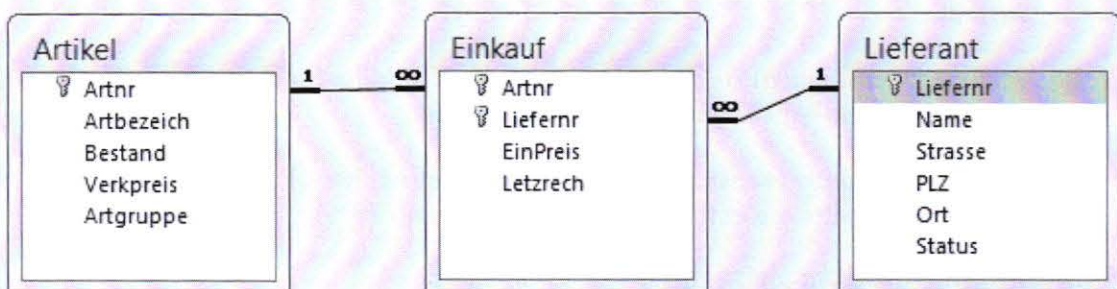 Artikel
Artnr
Artbezeich
Bestand
Verkpreis
Artgruppe
1 ∞
Einkauf
Artnr
Liefernr
EinPreis
Letzrech
∞ 1
Lieferant
Liefernr
Name
Strasse
PLZ
Ort
Status